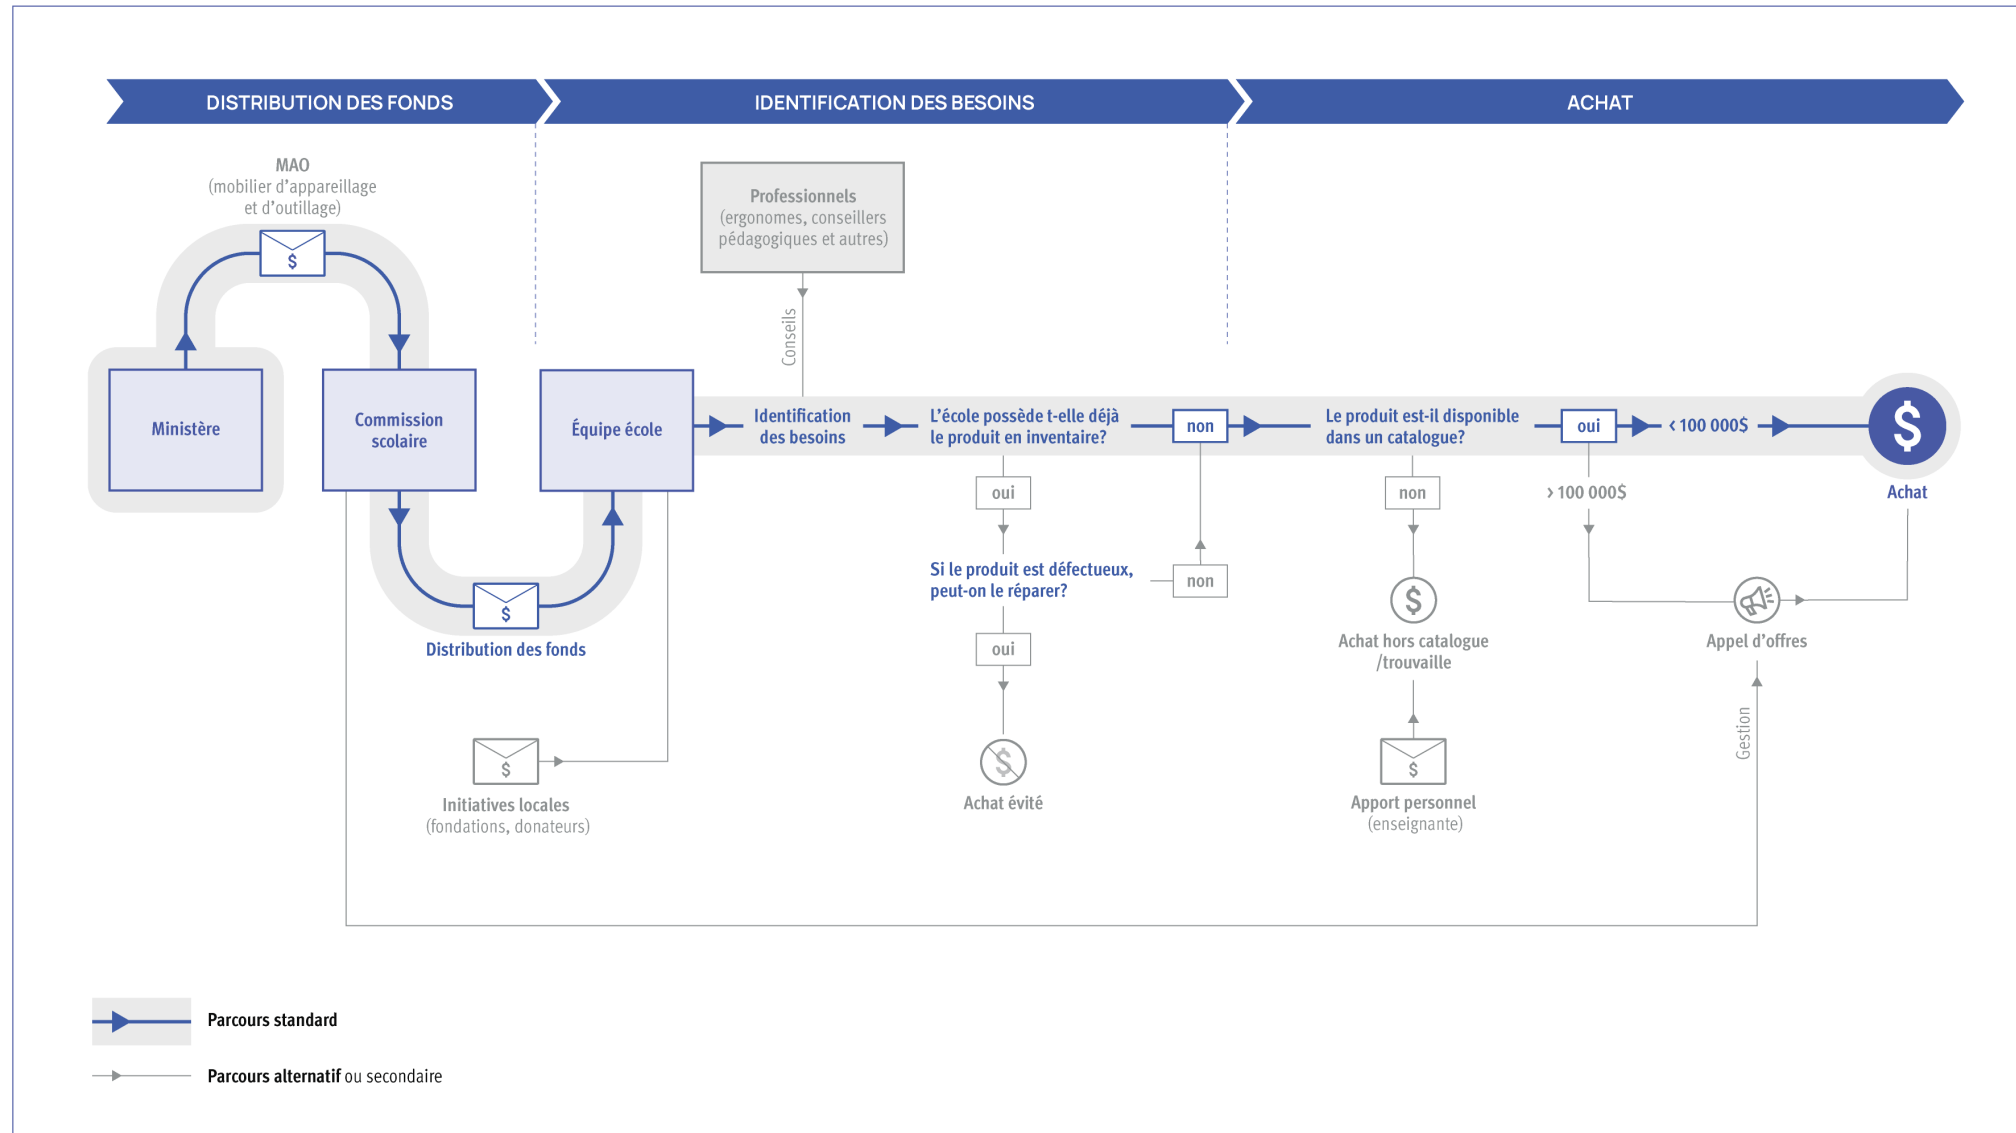 DISTRIBUTION DES FONDS
IDENTIFICATION DES BESOINS
ACHAT
MAO
(mobilier d'appareillage
et d'outillage)
$
Professionnels
(ergonomes, conseillers
pédagogiques et autres)
Conseils
Ministère
Commission
scolaire
Équipe école
Identification
des besoins
L'école possède t-elle déjà
le produit en inventaire?
non
Le produit est-il disponible
dans un catalogue?
oui
< 100 000$
$
Achat
oui
non
> 100 000$
Si le produit est défectueux,
peut-on le réparer?
non
$
Distribution des fonds
oui
$
Achat hors catalogue
/trouvaille
Appel d'offres
Gestion
$
Initiatives locales
(fondations, donateurs)
$
Achat évité
$
Apport personnel
(enseignante)
Parcours standard
Parcours alternatif ou secondaire